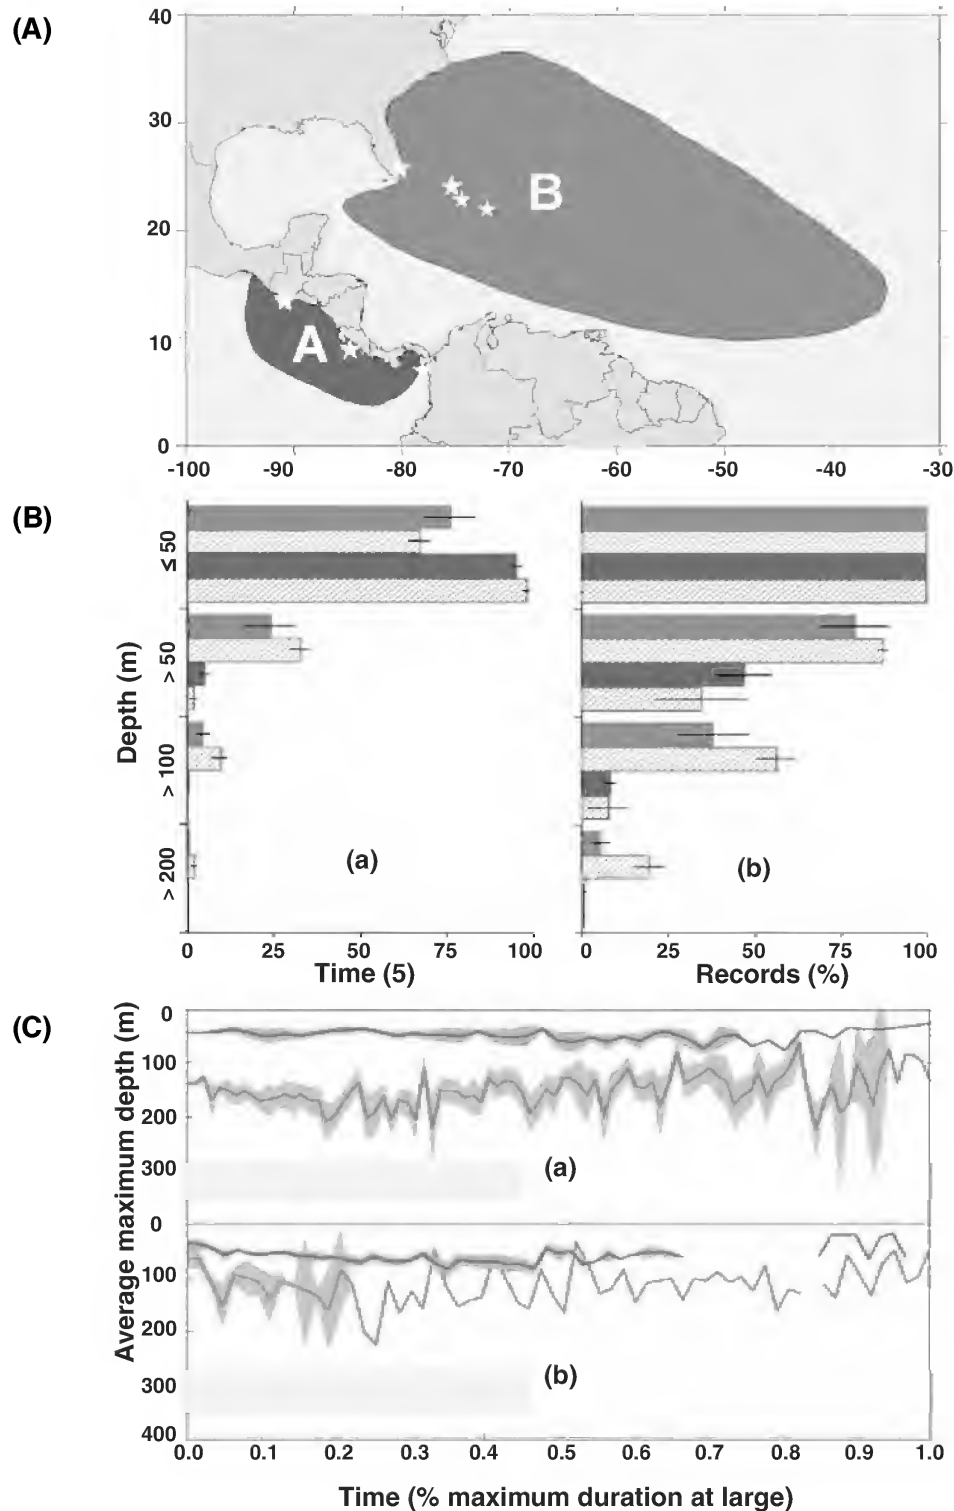 (A)
40
30
20
10
0
B
A
-100 -90 -80 -70 -60 -50 -40 -30
(B)
Depth (m)
≤ 50
> 50
> 100
> 200
(a)
(b)
0 25 50 75 100
0 25 50 75 100
Time (5)
Records (%)
(C)
Average maximum depth (m)
0
100
200
300
(a)
0
100
200
300
400
(b)
0.0 0.1 0.2 0.3 0.4 0.5 0.6 0.7 0.8 0.9 1.0
Time (% maximum duration at large)